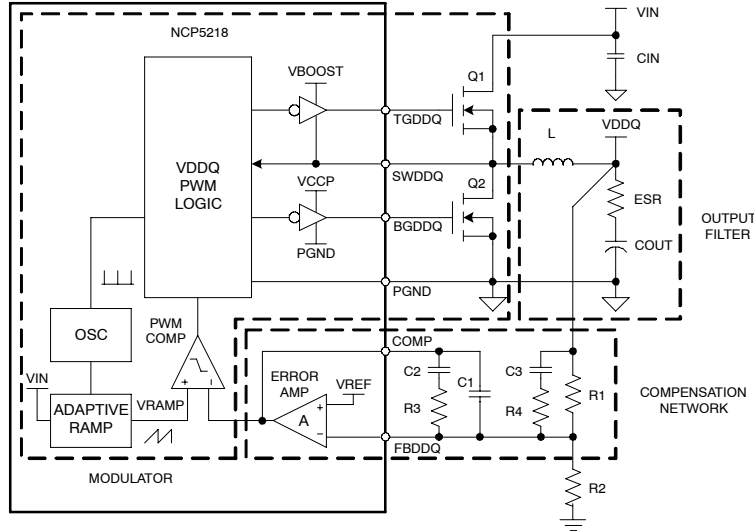 VIN
NCP5218
CIN
VBOOST
Q1
TGDDQ
L
VDDQ
VDDQ
PWM
LOGIC
SWDDQ
VCCP
Q2
ESR
OUTPUT
FILTER
BGDDQ
COUT
PGND
PGND
OSC
PWM
COMP
COMP
VIN
ERROR
AMP
VREF
C2
C1
C3
R1
COMPENSATION
NETWORK
ADAPTIVE
RAMP
VRAMP
+
−
A
+
−
R3
R4
FBDDQ
MODULATOR
R2